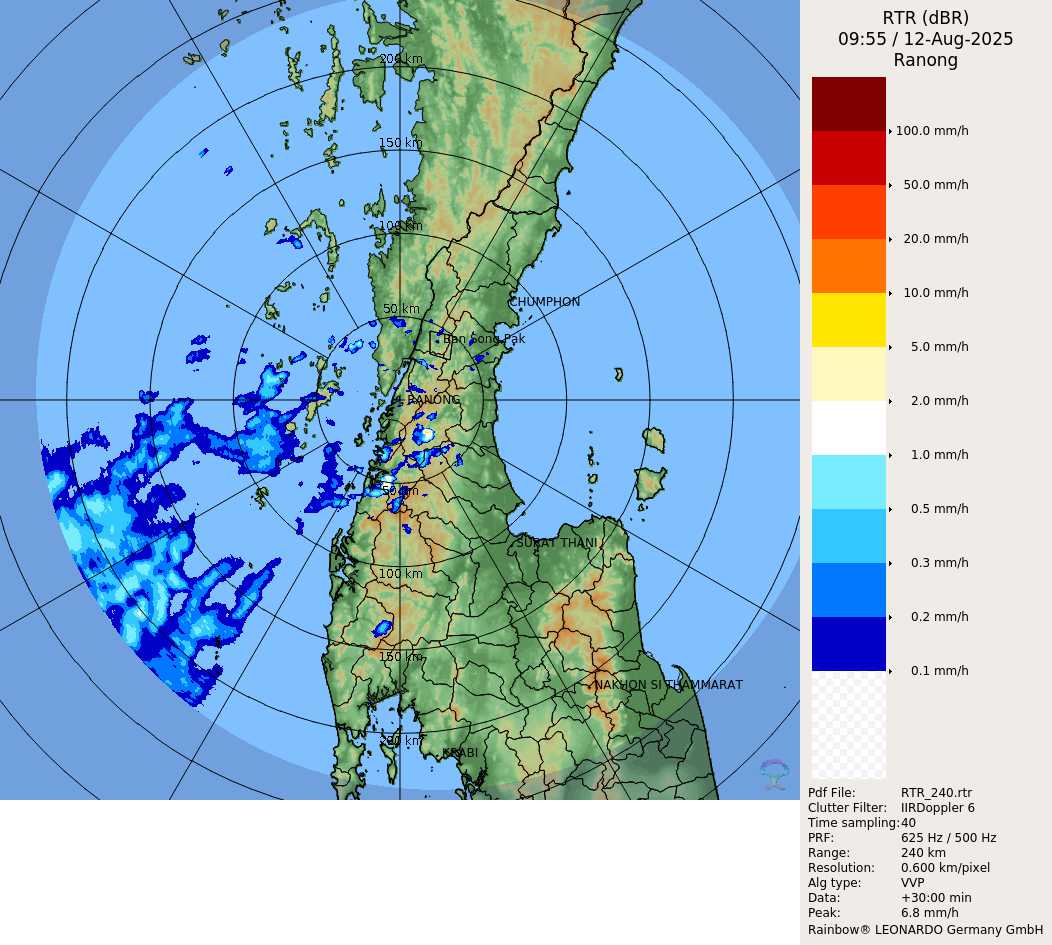 RTR (dBR)
09:55 / 12-Aug-2025
Ranong
200 km
150 km
100 km
50 km
CHUMPHON
Ban Song Pak
RANONG
50 km
SURAT THANI
100 km
150 km
NAKHON SI THAMMARAT
200 km
KRABI
100.0 mm/h
50.0 mm/h
20.0 mm/h
10.0 mm/h
5.0 mm/h
2.0 mm/h
1.0 mm/h
0.5 mm/h
0.3 mm/h
0.2 mm/h
0.1 mm/h
Pdf File: RTR_240.rtr
Clutter Filter: IIRDoppler 6
Time sampling: 40
PRF: 625 Hz / 500 Hz
Range: 240 km
Resolution: 0.600 km/pixel
Alg type: VVP
Data: +30:00 min
Peak: 6.8 mm/h
Rainbow® LEONARDO Germany GmbH